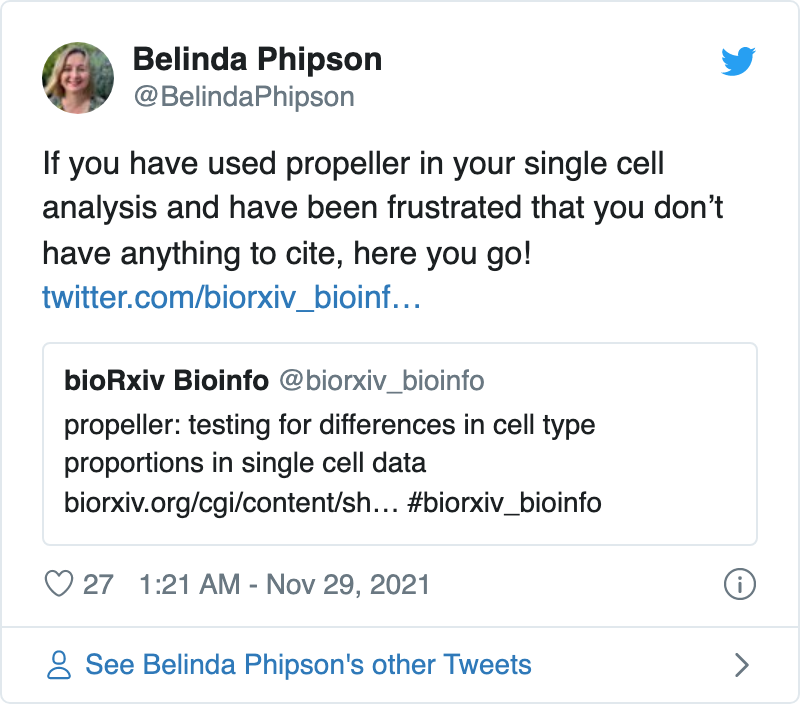 Belinda Phipson
@BelindaPhipson
If you have used propeller in your single cell
analysis and have been frustrated that you don’t
have anything to cite, here you go!
twitter.com/biorxiv_bioinf…
bioRxiv Bioinfo @biorxiv_bioinfo
propeller: testing for differences in cell type
proportions in single cell data
biorxiv.org/cgi/content/sh… #biorxiv_bioinfo
27 1:21 AM - Nov 29, 2021
See Belinda Phipson's other Tweets